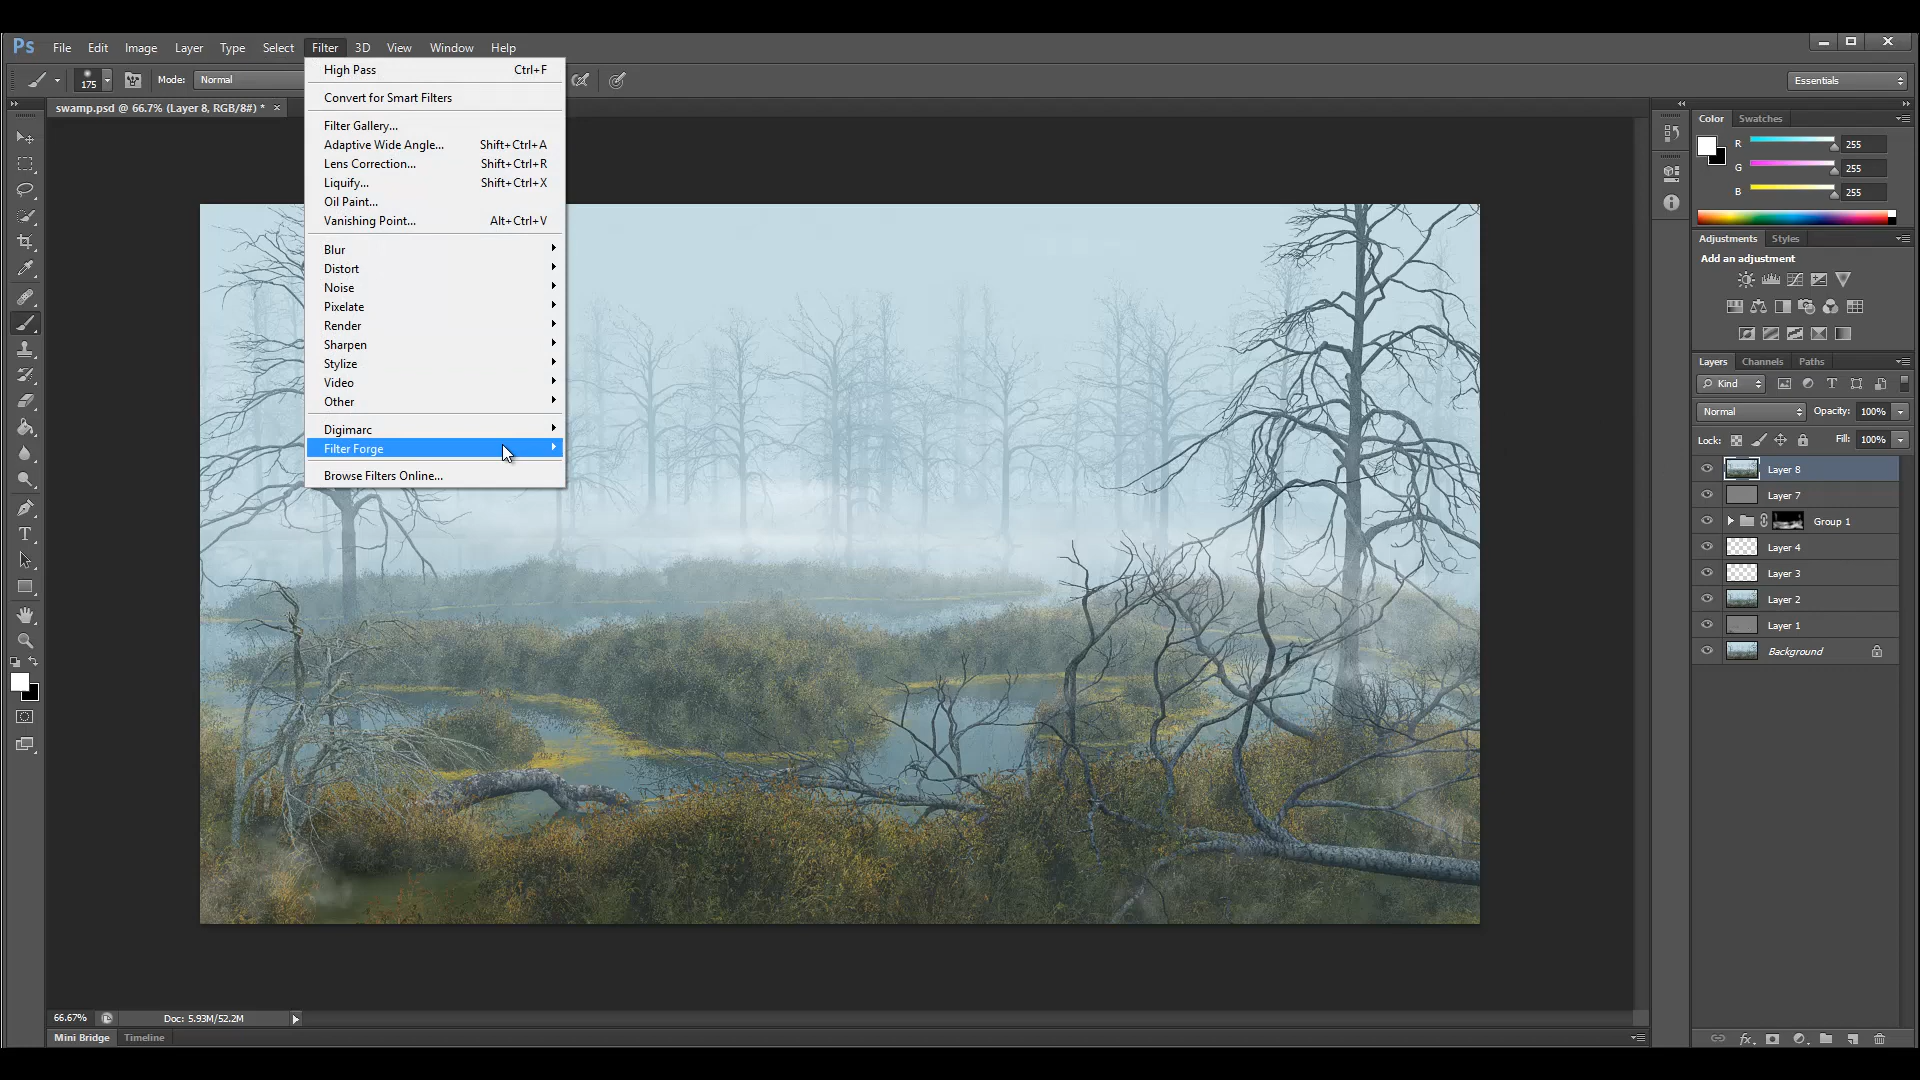 Ps File Edit Image Layer Type Select Filter 3D View Window Help
175 Mode: Normal Essentials
swamp.psd @ 66.7% (Layer 8, RGB/8#) *
High Pass Ctrl+F
Convert for Smart Filters
Filter Gallery...
Adaptive Wide Angle... Shift+Ctrl+A
Lens Correction... Shift+Ctrl+R
Liquify... Shift+Ctrl+X
Oil Paint...
Vanishing Point... Alt+Ctrl+V
Blur
Distort
Noise
Pixelate
Render
Sharpen
Stylize
Video
Other
Digimarc
Filter Forge
Browse Filters Online...
Color Swatches
R 255
G 255
B 255
Adjustments Styles
Add an adjustment
Layers Channels Paths
Kind
Normal Opacity: 100%
Lock: Fill: 100%
Layer 8
Layer 7
Group 1
Layer 4
Layer 3
Layer 2
Layer 1
Background
66.67% Doc: 5.93M/52.2M
Mini Bridge Timeline